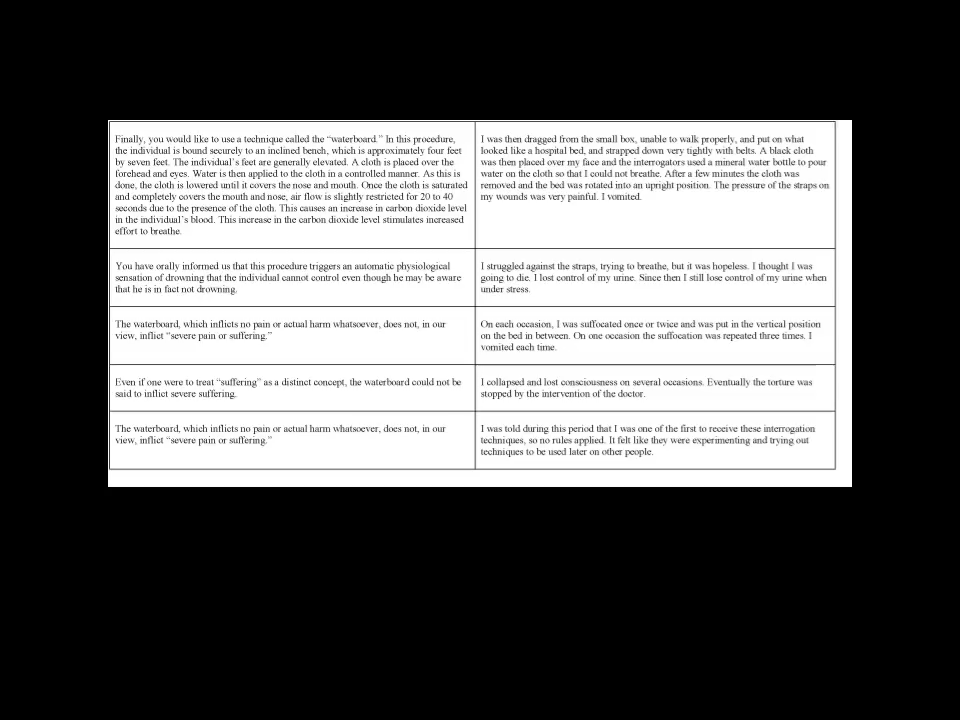 Finally, you would like to use a technique called the “waterboard.” In this procedure,
the individual is bound securely to an inclined bench, which is approximately four feet
by seven feet. The individual’s feet are generally elevated. A cloth is placed over the
forehead and eyes. Water is then applied to the cloth in a controlled manner. As this is
done, the cloth is lowered until it covers the nose and mouth. Once the cloth is saturated
and completely covers the mouth and nose, air flow is slightly restricted for 20 to 40
seconds due to the presence of the cloth. This causes an increase in carbon dioxide level
in the individual’s blood. This increase in the carbon dioxide level stimulates increased
effort to breathe.
I was then dragged from the small box, unable to walk properly, and put on what
looked like a hospital bed, and strapped down very tightly with belts. A black cloth
was then placed over my face and the interrogators used a mineral water bottle to pour
water on the cloth so that I could not breathe. After a few minutes the cloth was
removed and the bed was rotated into an upright position. The pressure of the straps on
my wounds was very painful. I vomited.
You have orally informed us that this procedure triggers an automatic physiological
sensation of drowning that the individual cannot control even though he may be aware
that he is in fact not drowning.
I struggled against the straps, trying to breathe, but it was hopeless. I thought I was
going to die. I lost control of my urine. Since then I still lose control of my urine when
under stress.
The waterboard, which inflicts no pain or actual harm whatsoever, does not, in our
view, inflict “severe pain or suffering.”
On each occasion, I was suffocated once or twice and was put in the vertical position
on the bed in between. On one occasion the suffocation was repeated three times. I
vomited each time.
Even if one were to treat “suffering” as a distinct concept, the waterboard could not be
said to inflict severe suffering.
I collapsed and lost consciousness on several occasions. Eventually the torture was
stopped by the intervention of the doctor.
The waterboard, which inflicts no pain or actual harm whatsoever, does not, in our
view, inflict “severe pain or suffering.”
I was told during this period that I was one of the first to receive these interrogation
techniques, so no rules applied. It felt like they were experimenting and trying out
techniques to be used later on other people.